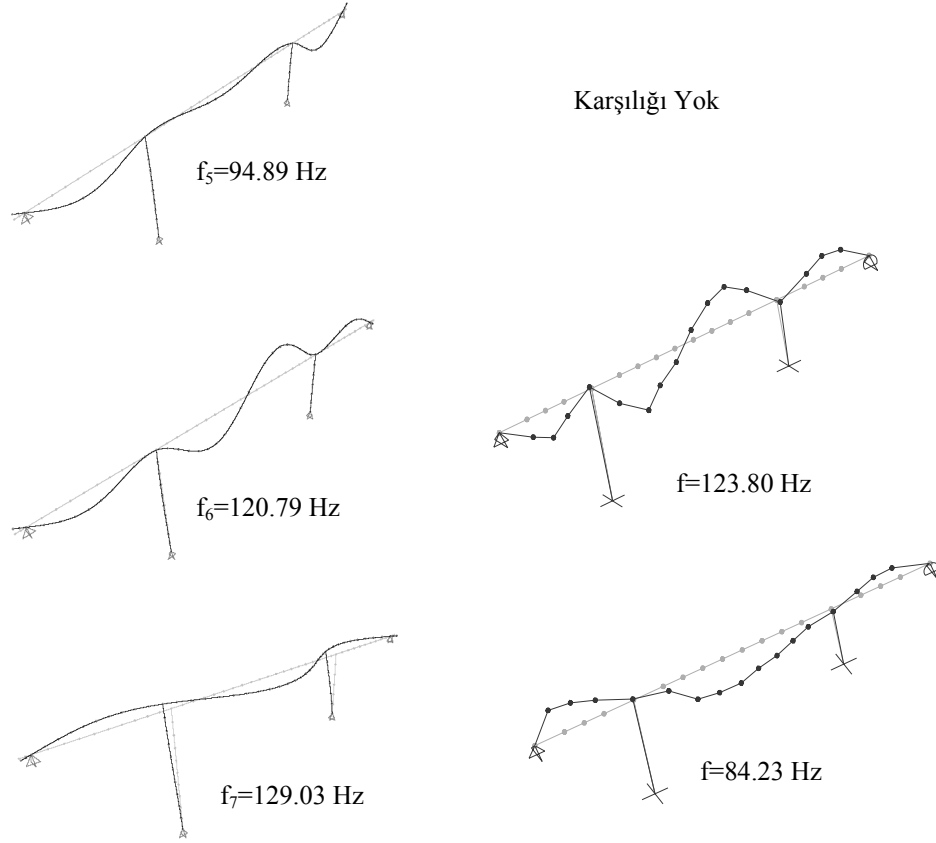 Karşılığı Yok
f₅=94.89 Hz
f₆=120.79 Hz
f=123.80 Hz
f₇=129.03 Hz
f=84.23 Hz